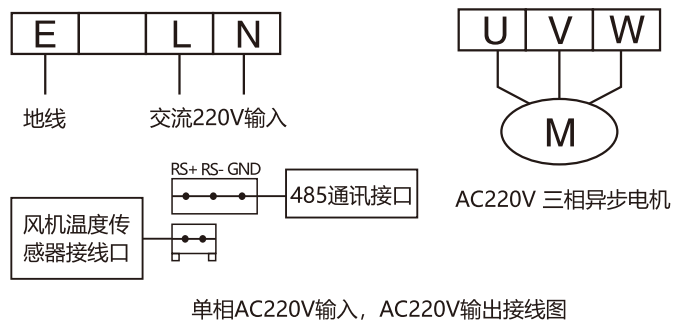 E L N
U V W
地线
交流220V输入
M
RS+ RS- GND
485通讯接口
AC220V 三相异步电机
风机温度传
感器接线口
单相AC220V输入，AC220V输出接线图